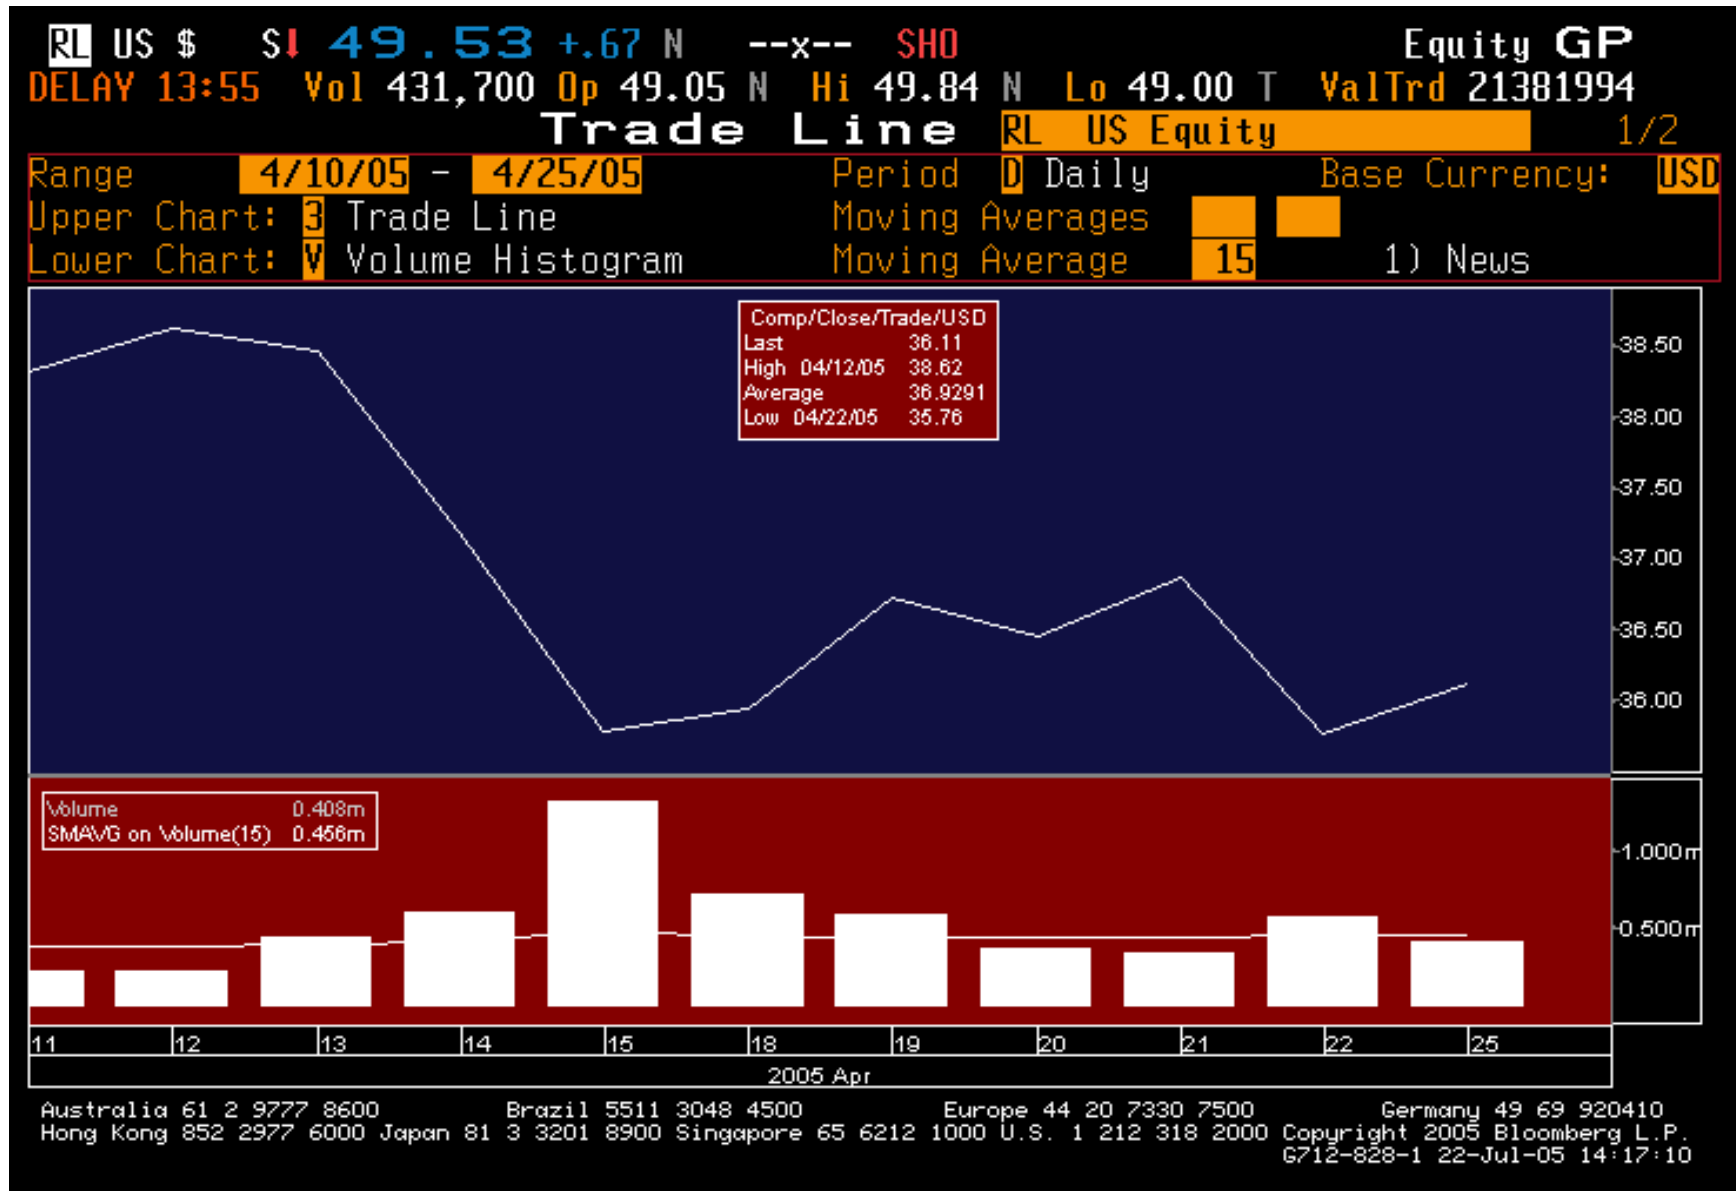 RL US $ S↓ 49.53 +.67 N --x-- SHO Equity GP
DELAY 13:55 Vol 431,700 Op 49.05 N Hi 49.84 N Lo 49.00 T ValTrd 21381994
Trade Line RL US Equity 1/2
Range 4/10/05 - 4/25/05 Period D Daily Base Currency: USD
Upper Chart: 3 Trade Line Moving Averages
Lower Chart: V Volume Histogram Moving Average 15 1) News
Comp/Close/Trade/USD
Last 36.11
High 04/12/05 38.62
Average 36.9291
Low 04/22/05 35.76
38.50
38.00
37.50
37.00
36.50
36.00
Volume 0.408m
SMAVG on Volume(15) 0.456m
1.000m
0.500m
11 12 13 14 15 18 19 20 21 22 25
2005 Apr
Australia 61 2 9777 8600 Brazil 5511 3048 4500 Europe 44 20 7330 7500 Germany 49 69 920410
Hong Kong 852 2977 6000 Japan 81 3 3201 8900 Singapore 65 6212 1000 U.S. 1 212 318 2000 Copyright 2005 Bloomberg L.P.
G712-828-1 22-Jul-05 14:17:10